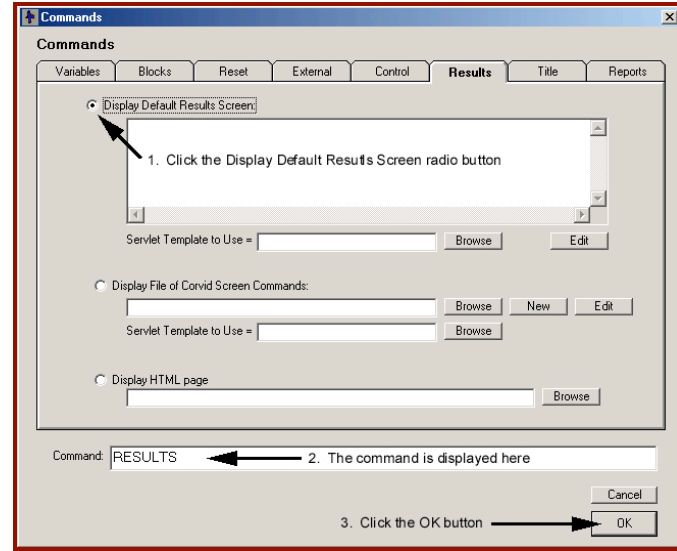 Commands
Commands
Variables Blocks Reset External Control Results Title Reports
Display Default Results Screen:
1. Click the Display Default Resutls Screen radio button
Servlet Template to Use = Browse Edit
Display File of Corvid Screen Commands:
Browse New Edit
Servlet Template to Use = Browse
Display HTML page
Browse
Command: RESULTS 2. The command is displayed here
Cancel
3. Click the OK button OK